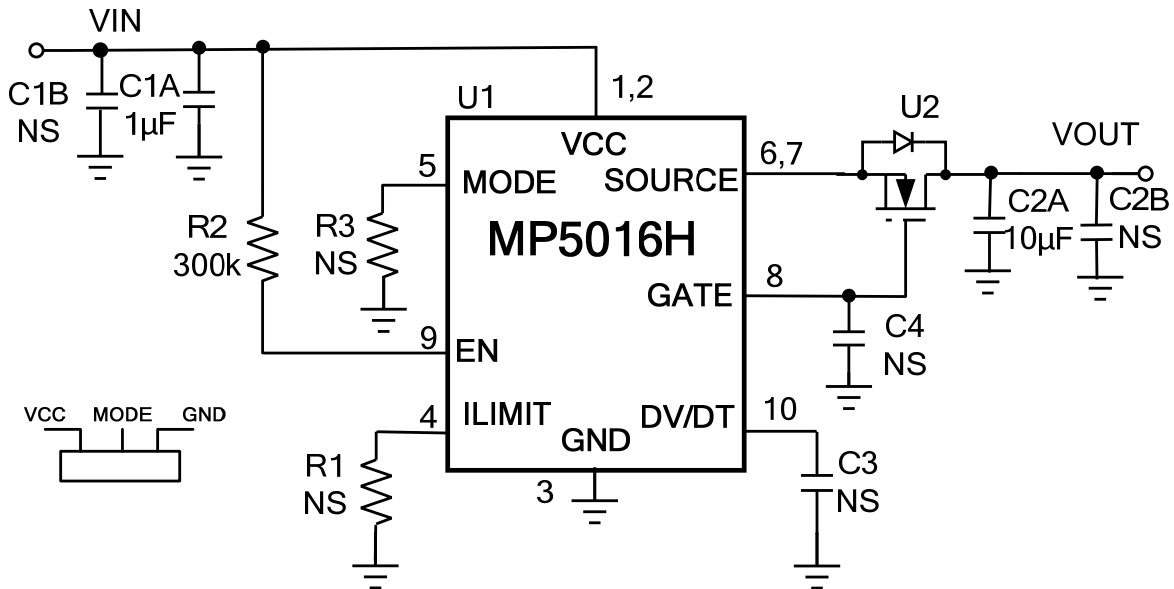 VIN
C1B
NS
C1A
1µF
U1
1,2
U2
VOUT
VCC
6,7
5
MODE
SOURCE
R2
300k
R3
NS
MP5016H
C2A
10µF
C2B
NS
8
GATE
C4
NS
9
EN
VCC
MODE
GND
4
ILIMIT
GND
DV/DT
10
R1
NS
3
C3
NS